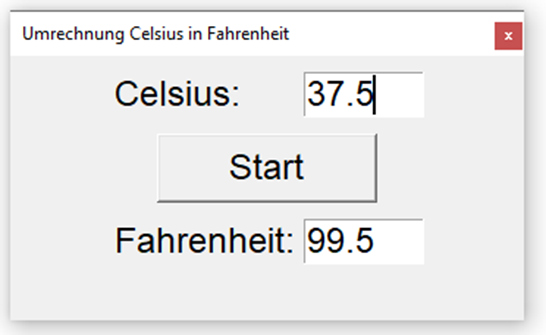 Umrechnung Celsius in Fahrenheit x
Celsius: 37.5
Start
Fahrenheit: 99.5